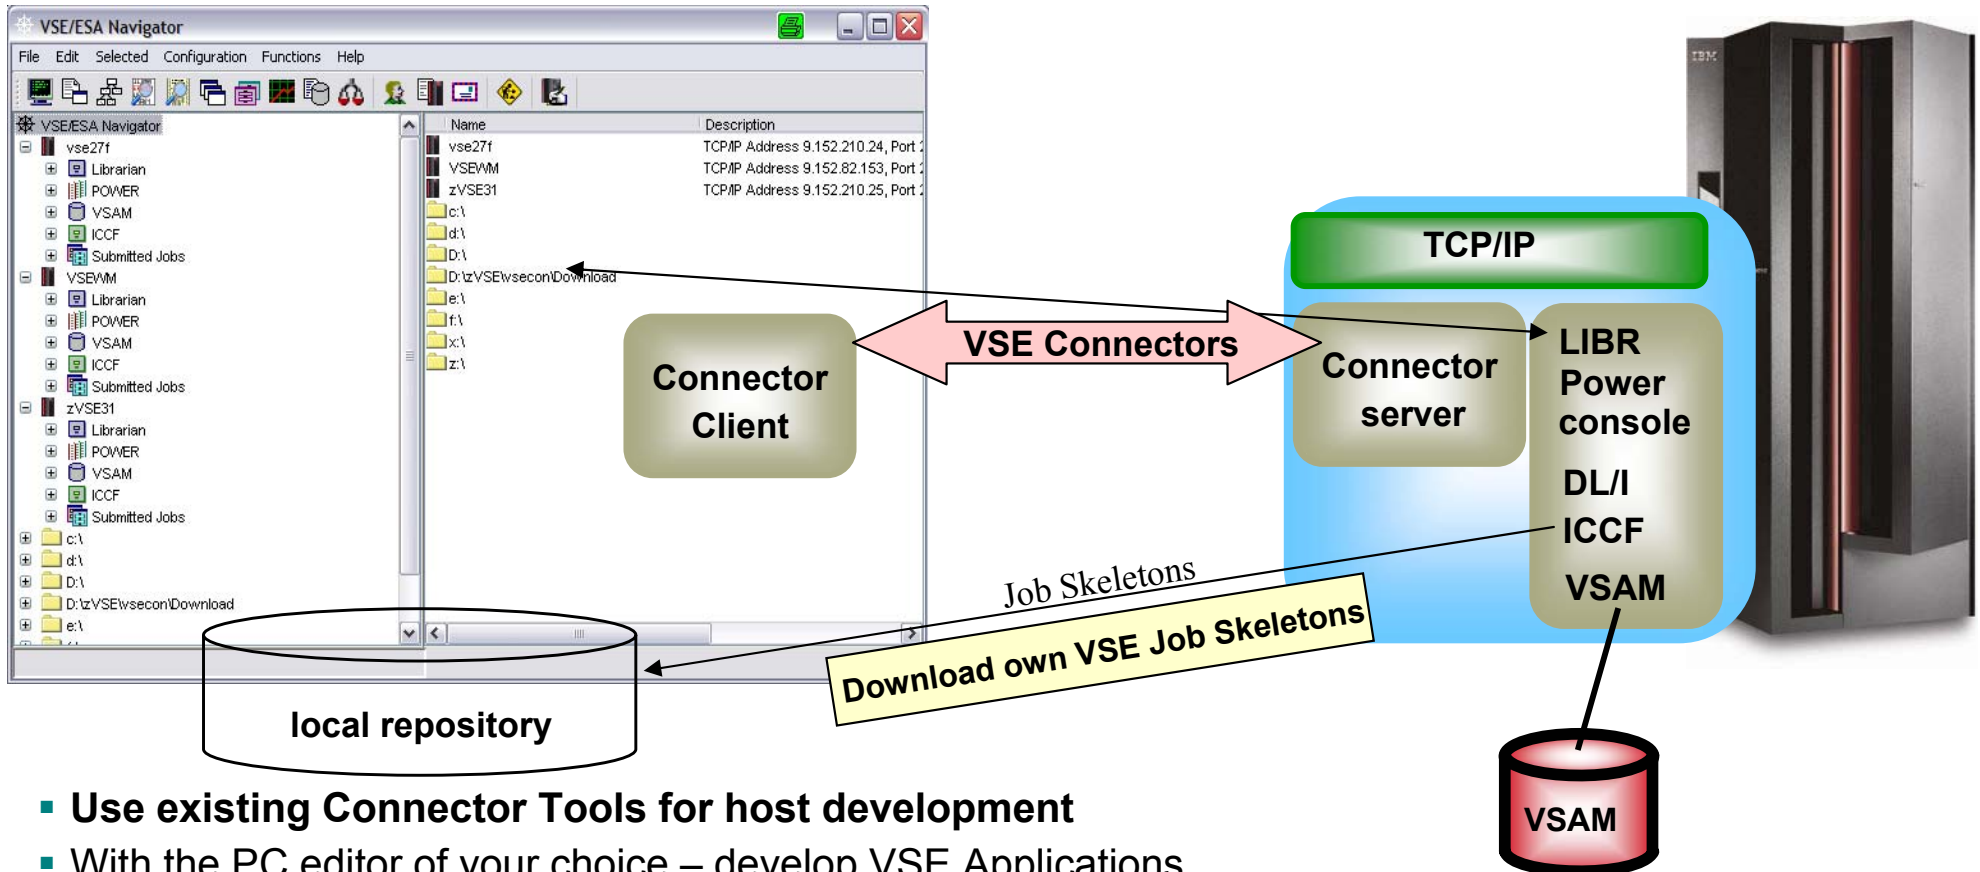 VSE/ESA Navigator
File Edit Selected Configuration Functions Help
VSE/ESA Navigator
vse27f
Librarian
POWER
VSAM
ICCF
Submitted Jobs
VSEWM
Librarian
POWER
VSAM
ICCF
Submitted Jobs
zVSE31
Librarian
POWER
VSAM
ICCF
Submitted Jobs
c:\
d:\
D:\
D:\zVSE\vsecon\Download
e:\
Name Description
vse27f TCP/IP Address 9.152.210.24, Port
VSEWM TCP/IP Address 9.152.82.153, Port
zVSE31 TCP/IP Address 9.152.210.25, Port
c:\
d:\
D:\
D:\zVSE\vsecon\Download
e:\
f:\
x:\
z:\
Connector
Client
VSE Connectors
TCP/IP
Connector
server
LIBR
Power
console
DL/I
ICCF
VSAM
IBM
Job Skeletons
Download own VSE Job Skeletons
local repository
VSAM
▪ Use existing Connector Tools for host development
▪ With the PC editor of your choice – develop VSE Applications